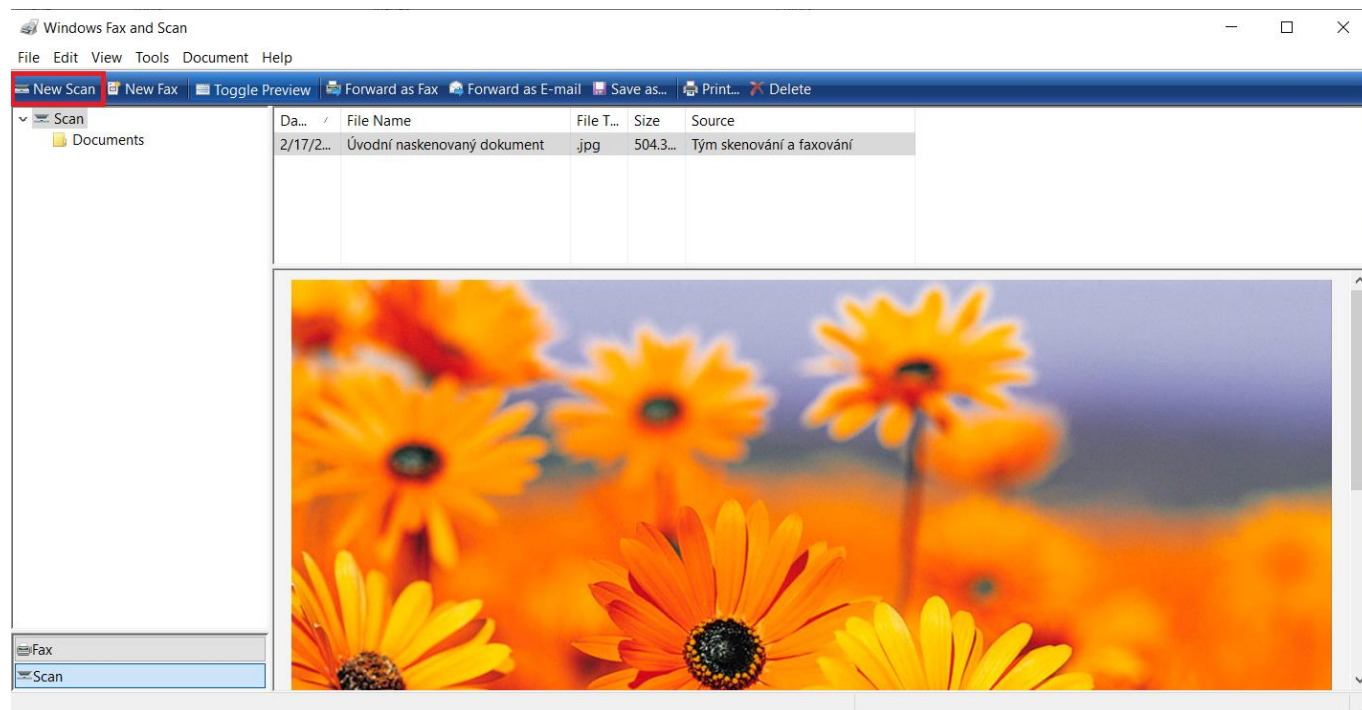 Windows Fax and Scan
File Edit View Tools Document Help
New Scan New Fax Toggle Preview Forward as Fax Forward as E-mail Save as... Print... Delete
Scan
Documents
Da... File Name File T... Size Source
2/17/2... Úvodní naskenovaný dokument .jpg 504.3... Tým skenování a faxování
Fax
Scan